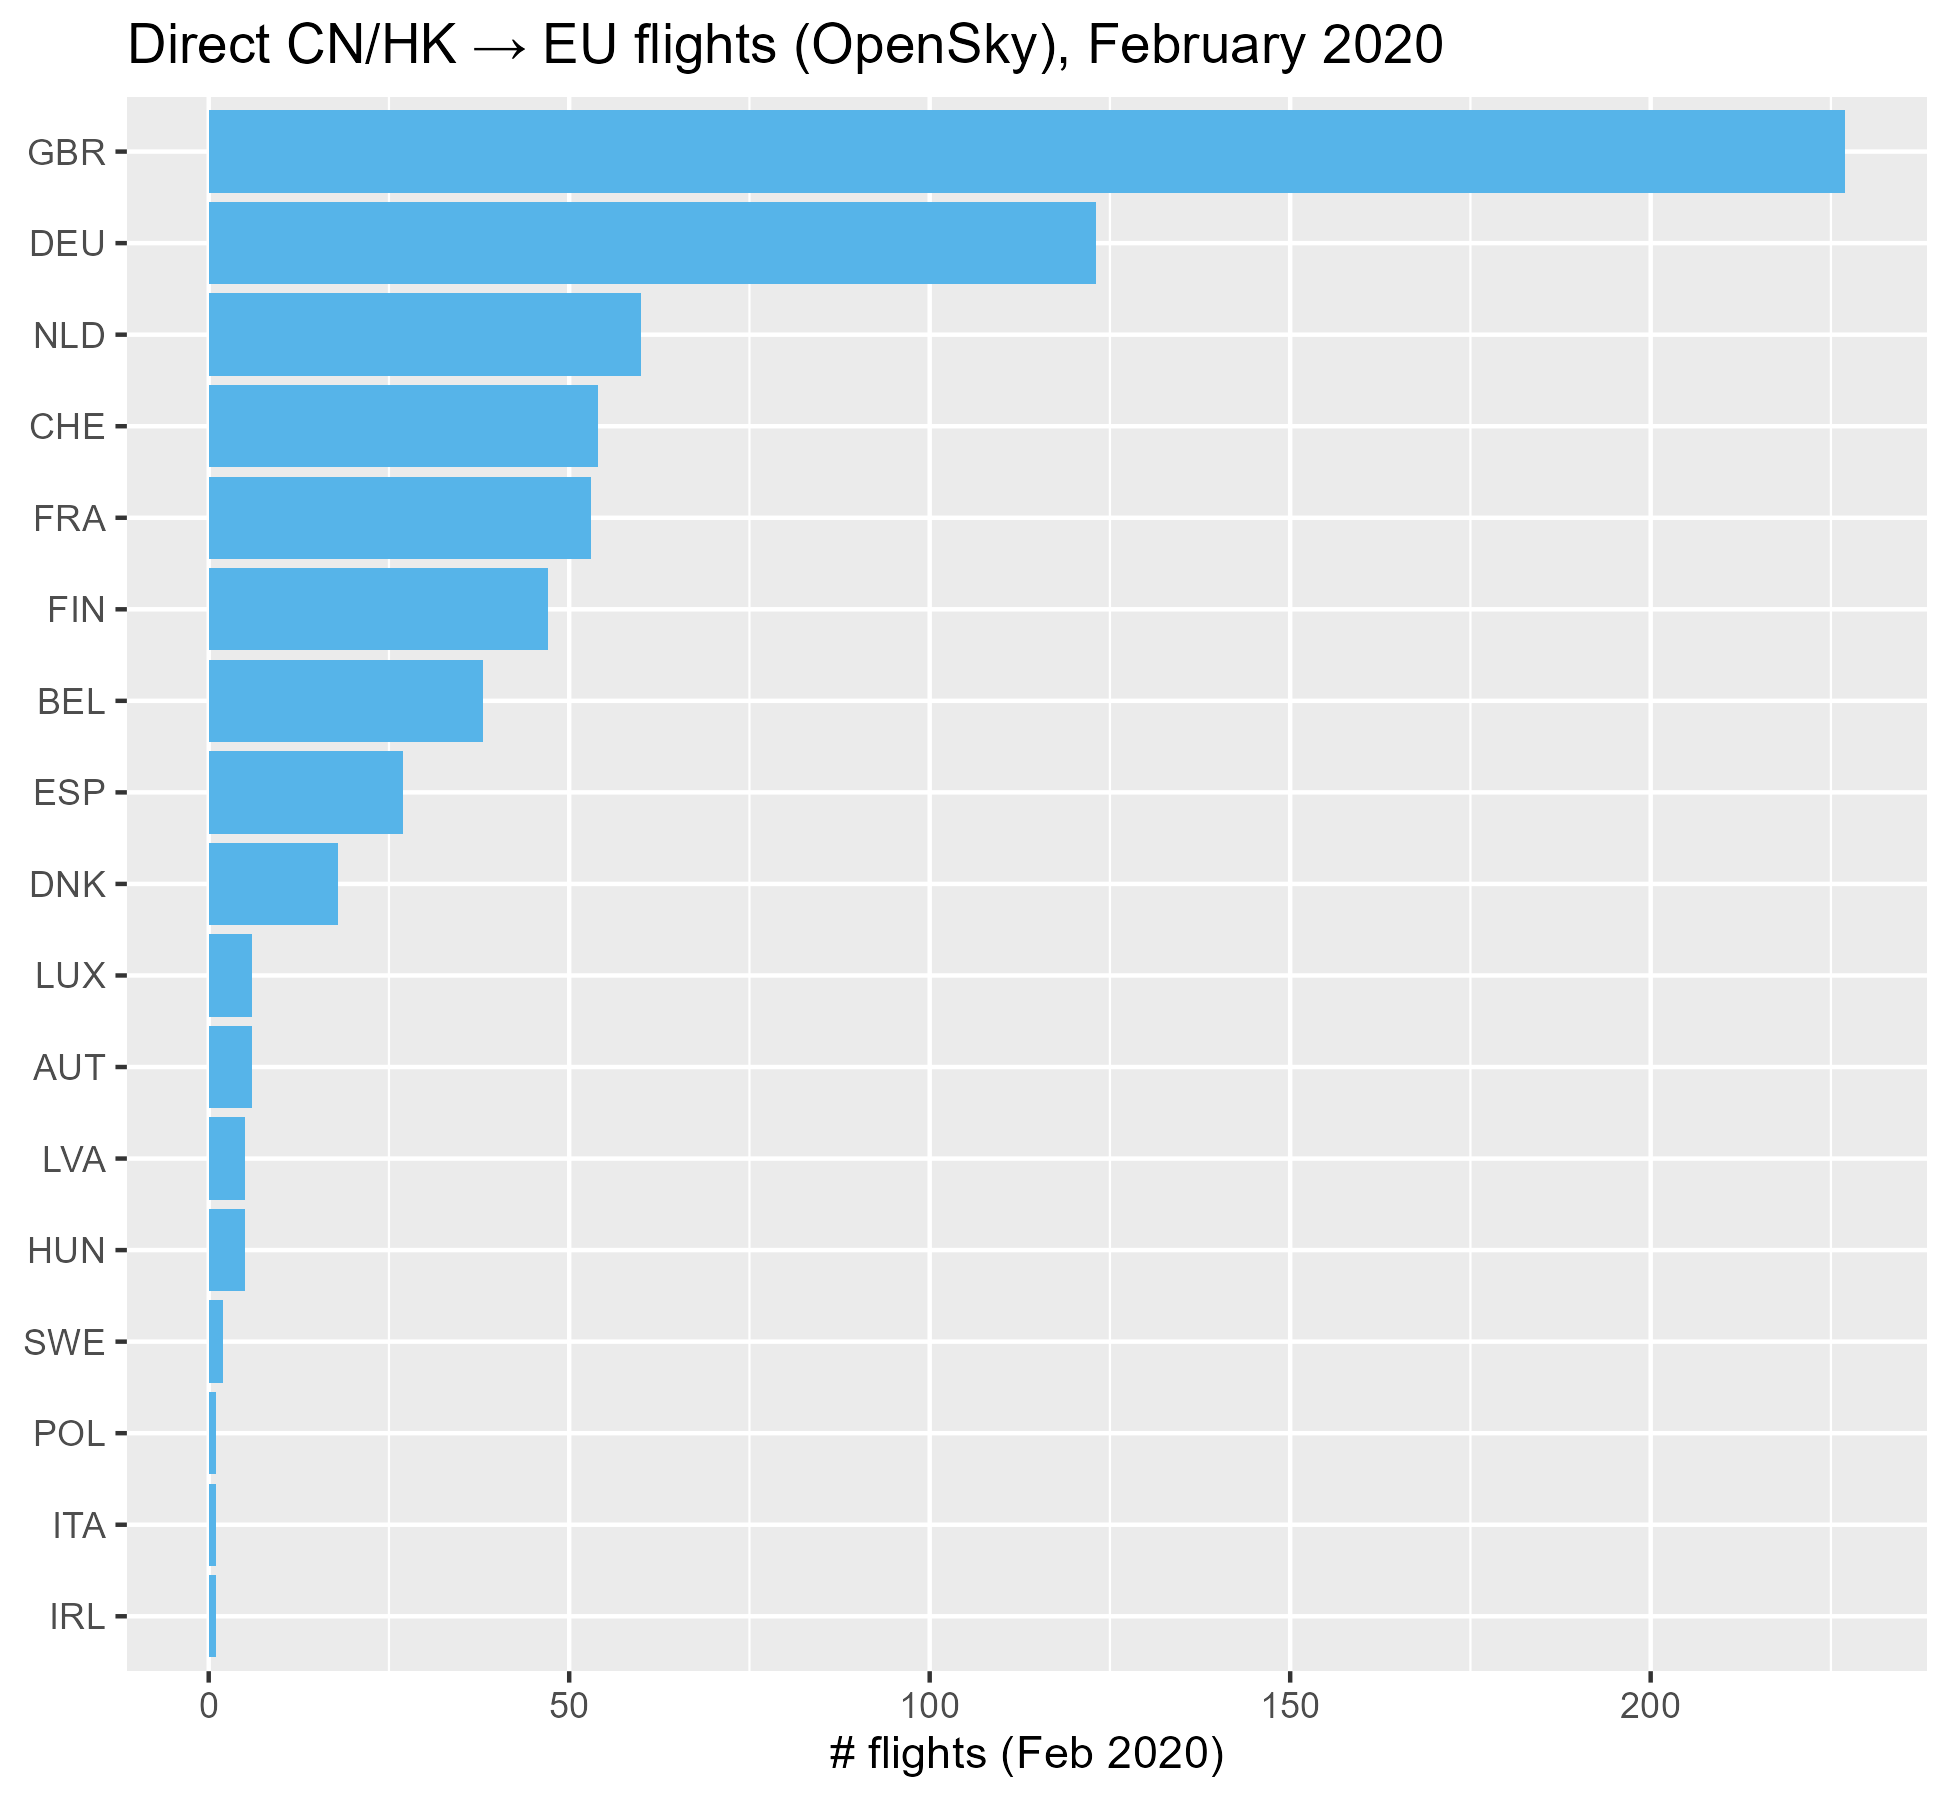 Direct CN/HK → EU flights (OpenSky), February 2020
GBR
DEU
NLD
CHE
FRA
FIN
BEL
ESP
DNK
LUX
AUT
LVA
HUN
SWE
POL
ITA
IRL
0 50 100 150 200
# flights (Feb 2020)